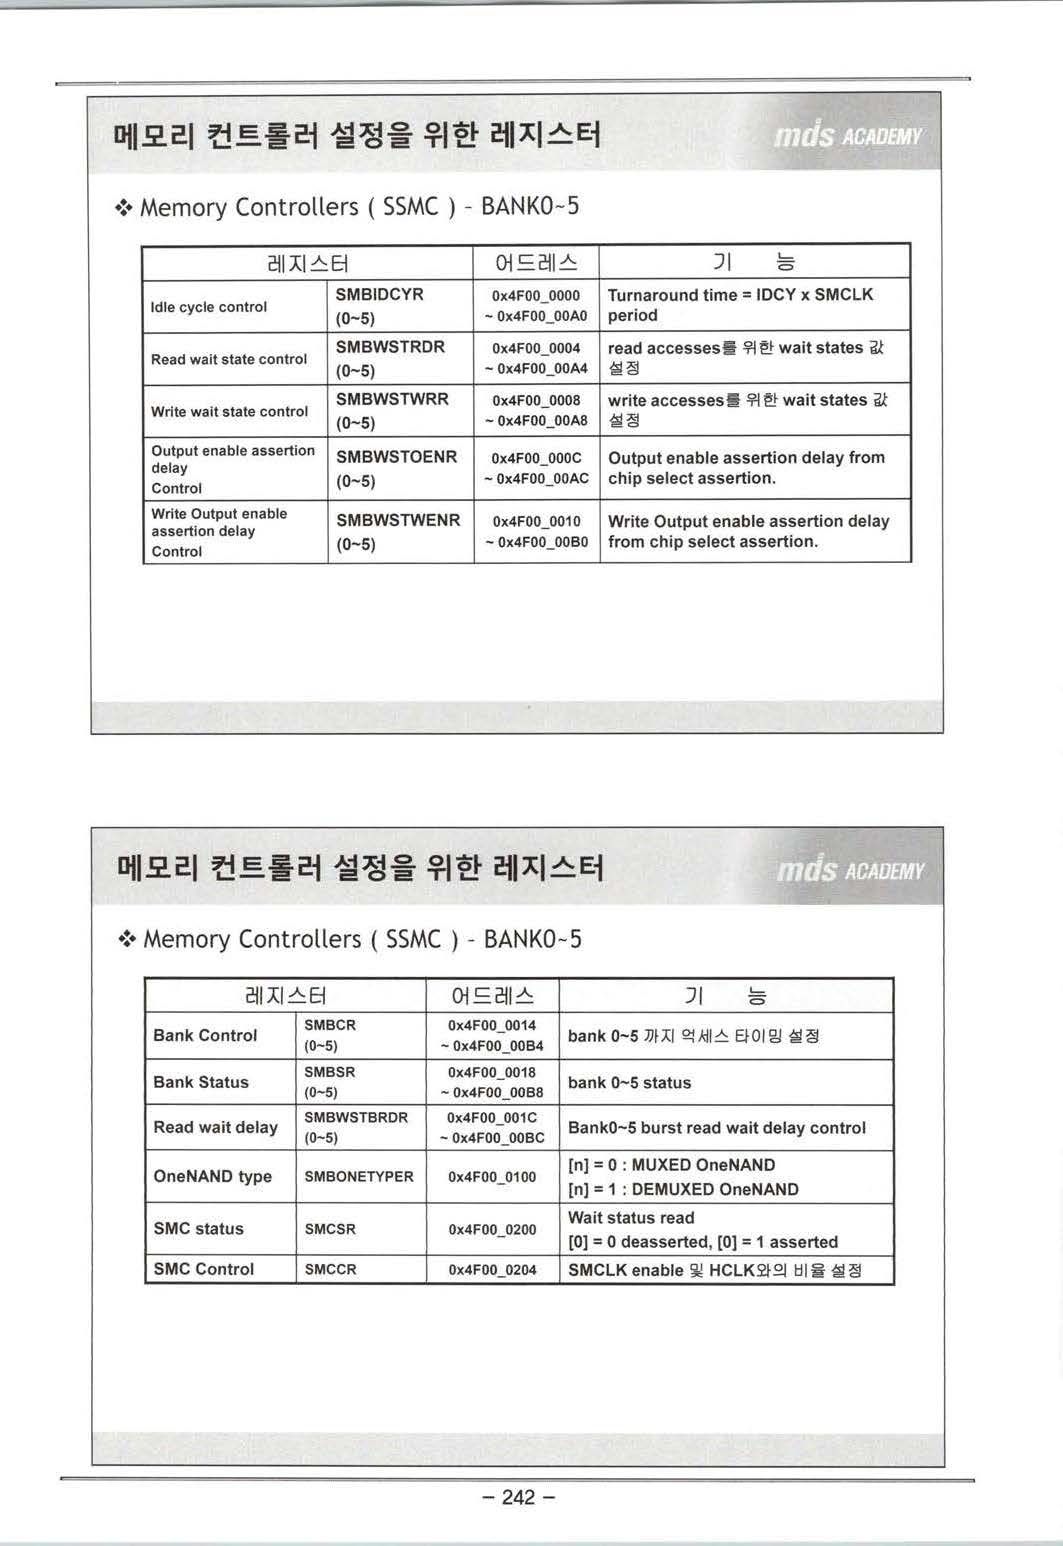 메모리 컨트롤러 설정을 위한 레지스터
mds ACADEMY
❖ Memory Controllers ( SSMC ) - BANK0~5
레지스터 어드레스 기 능
Idle cycle control SMBIDCYR (0~5) 0x4F00_0000 ~ 0x4F00_00A0 Turnaround time = IDCY x SMCLK period
Read wait state control SMBWSTRDR (0~5) 0x4F00_0004 ~ 0x4F00_00A4 read accesses를 위한 wait states 값 설정
Write wait state control SMBWSTWRR (0~5) 0x4F00_0008 ~ 0x4F00_00A8 write accesses를 위한 wait states 값 설정
Output enable assertion delay Control SMBWSTOENR (0~5) 0x4F00_000C ~ 0x4F00_00AC Output enable assertion delay from chip select assertion.
Write Output enable assertion delay Control SMBWSTWENR (0~5) 0x4F00_0010 ~ 0x4F00_00B0 Write Output enable assertion delay from chip select assertion.
메모리 컨트롤러 설정을 위한 레지스터
mds ACADEMY
❖ Memory Controllers ( SSMC ) - BANK0~5
레지스터 어드레스 기 능
Bank Control SMBCR (0~5) 0x4F00_0014 ~ 0x4F00_00B4 bank 0~5 까지 억세스 타이밍 설정
Bank Status SMBSR (0~5) 0x4F00_0018 ~ 0x4F00_00B8 bank 0~5 status
Read wait delay SMBWSTBRDR (0~5) 0x4F00_001C ~ 0x4F00_00BC Bank0~5 burst read wait delay control
OneNAND type SMBONETYPER 0x4F00_0100 [n] = 0 : MUXED OneNAND [n] = 1 : DEMUXED OneNAND
SMC status SMCSR 0x4F00_0200 Wait status read [0] = 0 deasserted, [0] = 1 asserted
SMC Control SMCCR 0x4F00_0204 SMCLK enable 및 HCLK와의 비율 설정
- 242 -